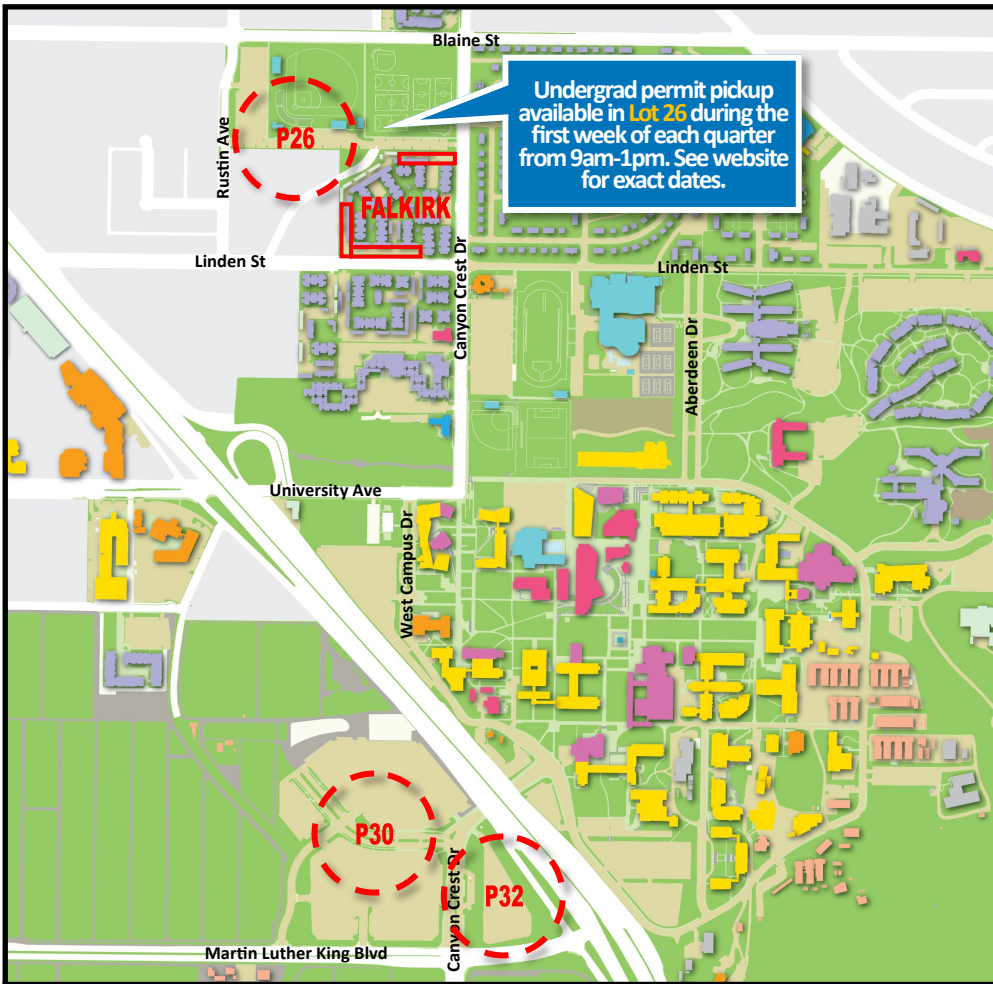 Blaine St
Undergrad permit pickup
available in Lot 26 during the
first week of each quarter
from 9am-1pm. See website
for exact dates.
P26
Rustin Ave
FALKIRK
Linden St
Linden St
Canyon Crest Dr
Aberdeen Dr
University Ave
West Campus Dr
P30
P32
Canyon Crest Dr
Martin Luther King Blvd